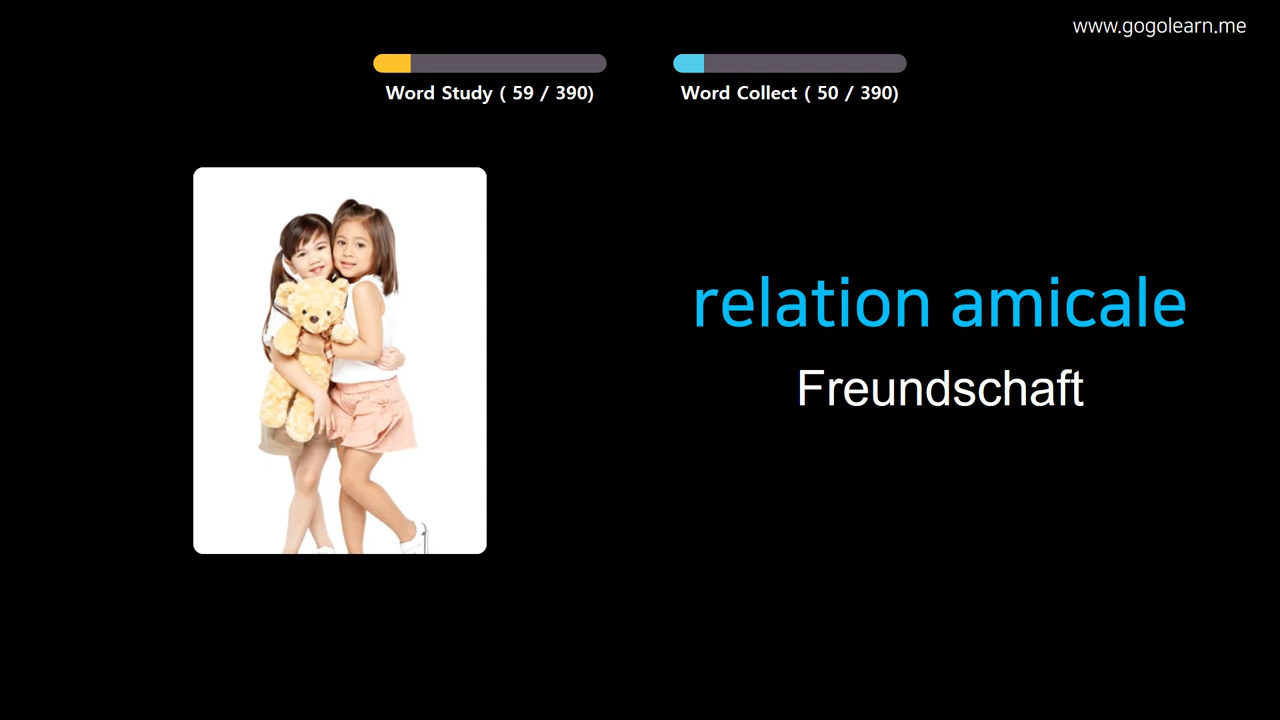 www.gogolearn.me
Word Study ( 59 / 390)
Word Collect ( 50 / 390)
relation amicale
Freundschaft